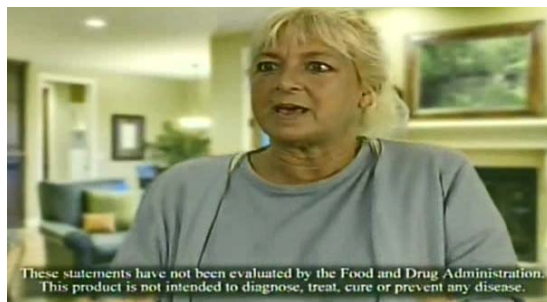 These statements have not been evaluated by the Food and Drug Administration.
This product is not intended to diagnose, treat, cure or prevent any disease.